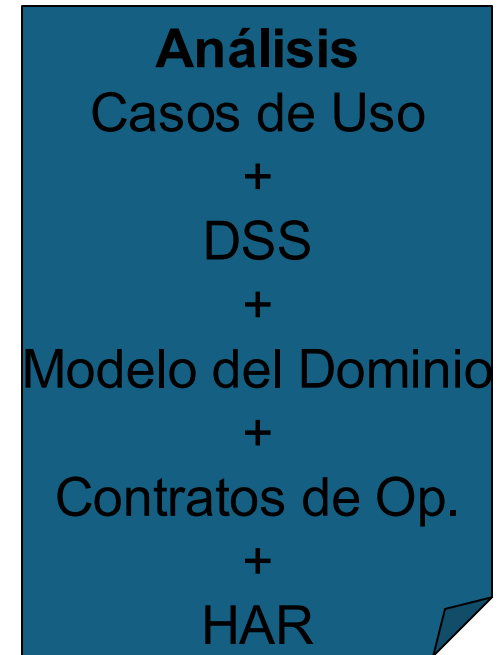 Análisis
Casos de Uso
+
DSS
+
Modelo del Dominio
+
Contratos de Op.
+
HAR